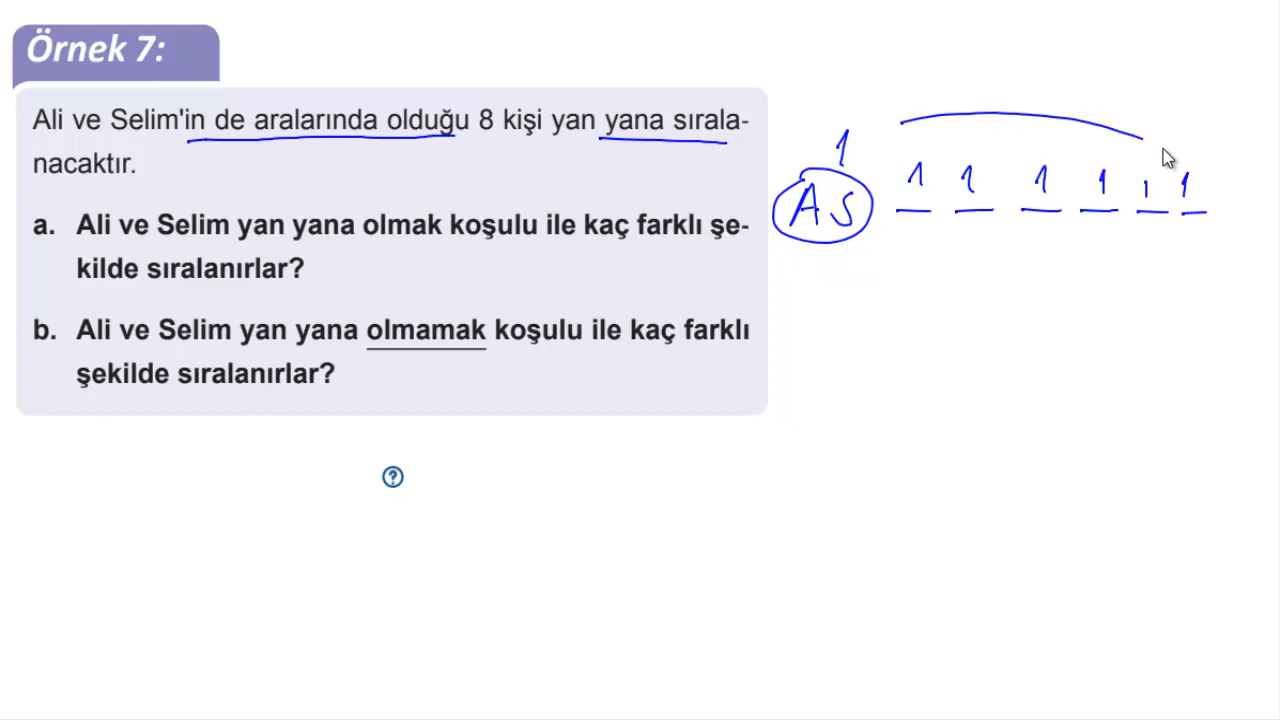 Örnek 7:
Ali ve Selim'in de aralarında olduğu 8 kişi yan yana sırala-
nacaktır.
a. Ali ve Selim yan yana olmak koşulu ile kaç farklı şe-
kilde sıralanırlar?
b. Ali ve Selim yan yana olmamak koşulu ile kaç farklı
şekilde sıralanırlar?
1
AS 1 1 1 1 1 1
?